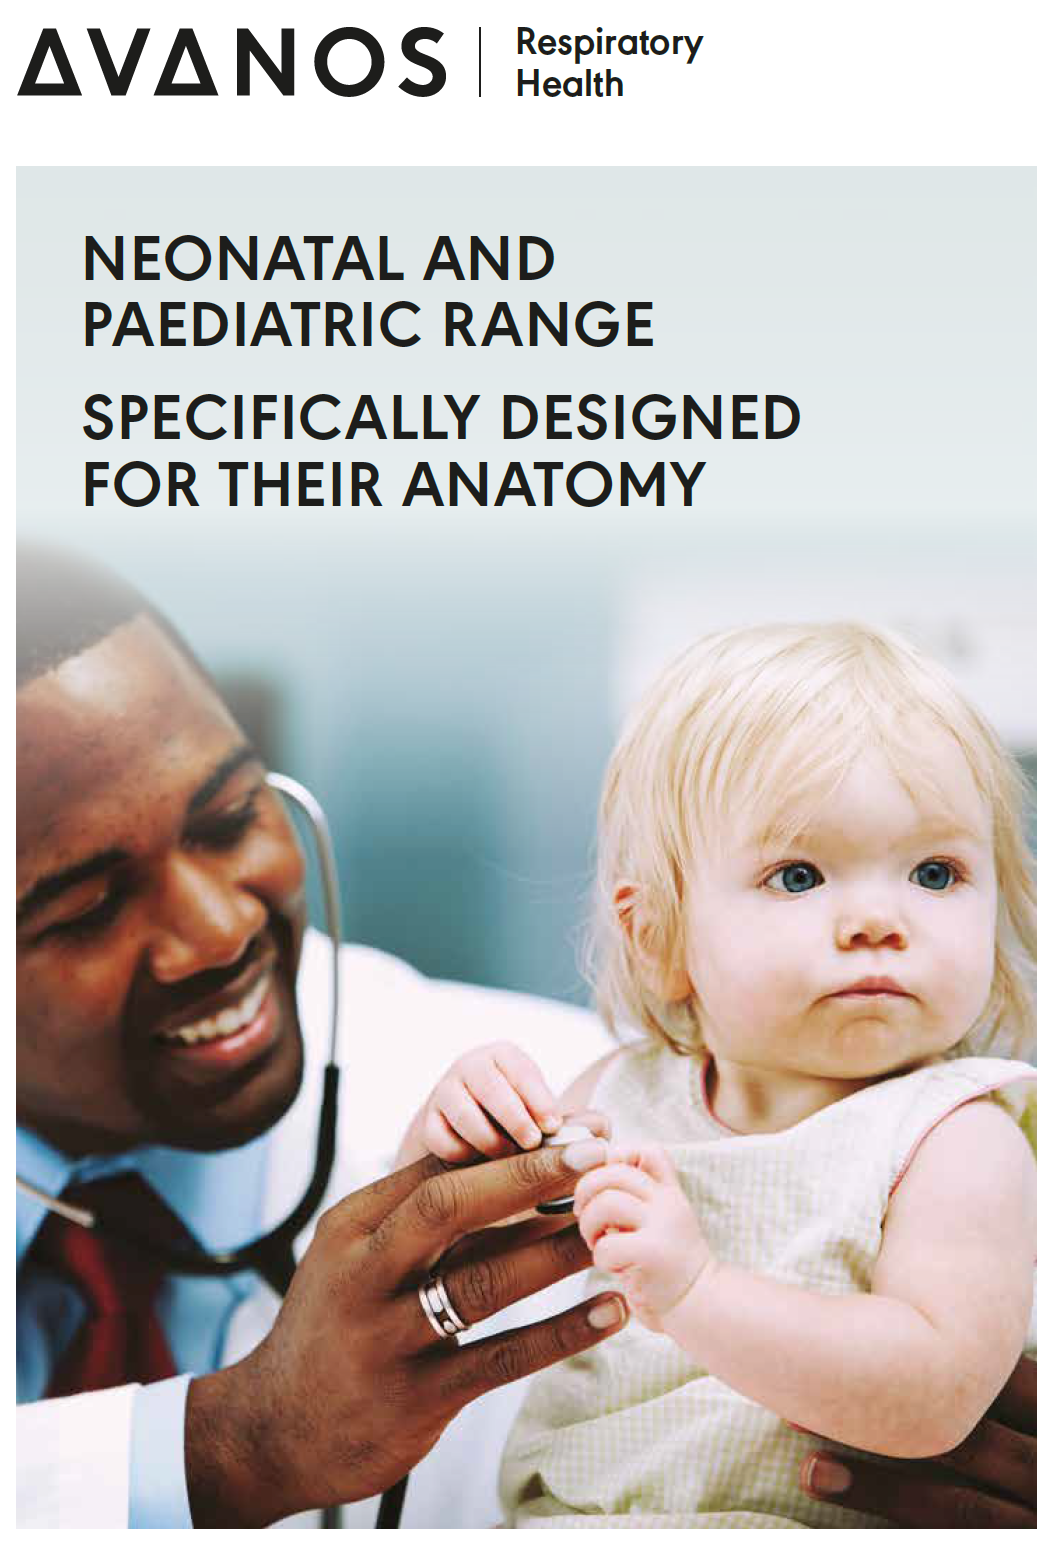 AVANOS
Respiratory
Health
NEONATAL AND
PAEDIATRIC RANGE
SPECIFICALLY DESIGNED
FOR THEIR ANATOMY